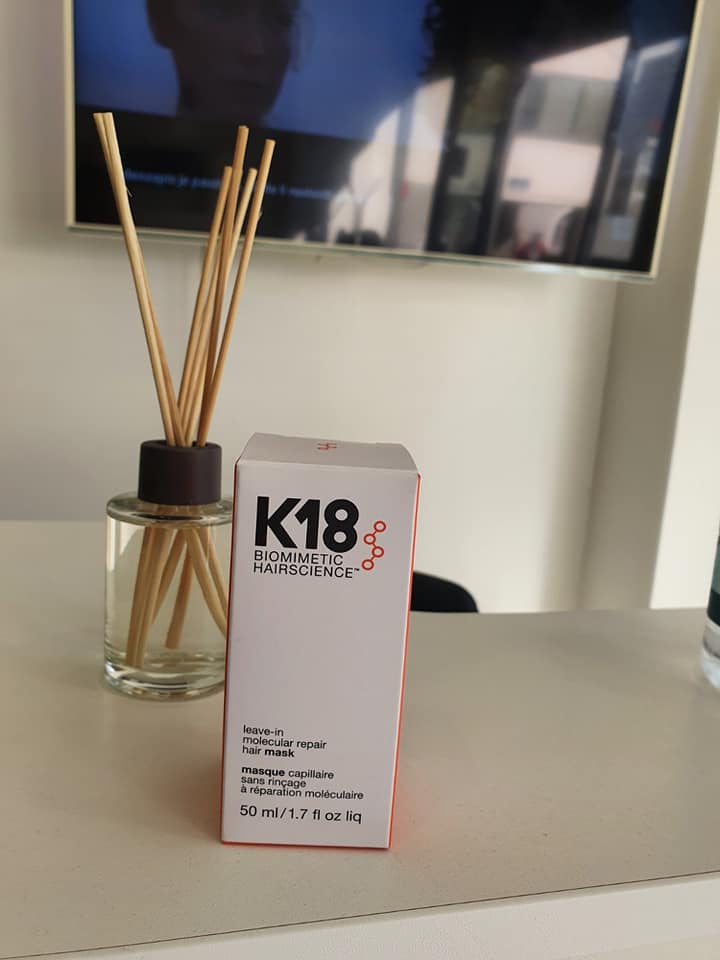 K18
BIOMIMETIC
HAIRSCIENCE™
leave-in
molecular repair
hair mask
masque capillaire
sans rinçage
à réparation moléculaire
50 ml/1.7 fl oz liq